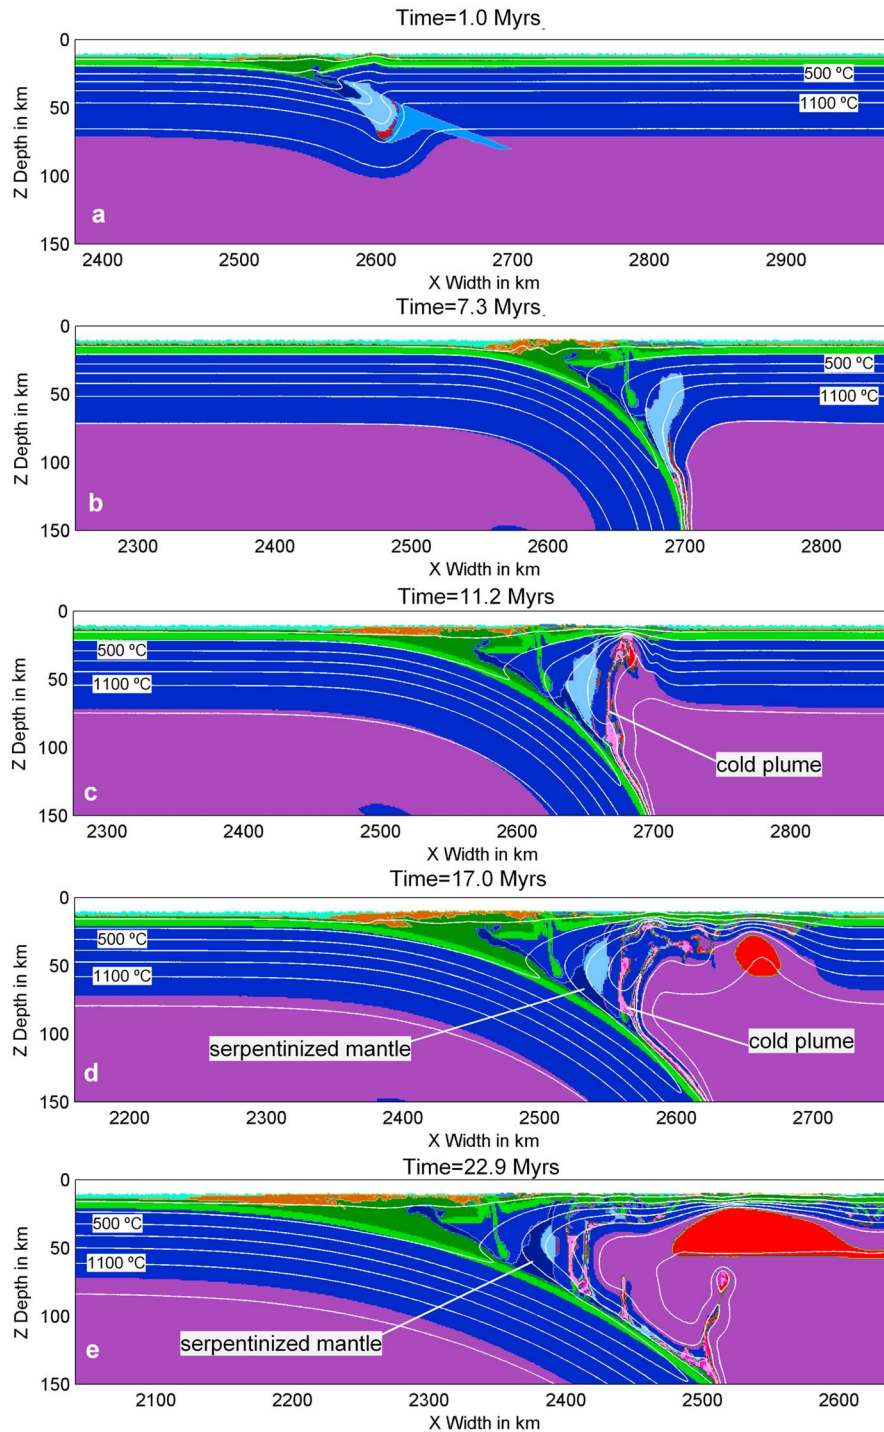 Time=1.0 Myrs.
0
50
100
150
Z Depth in km
500 ºC
1100 ºC
a
2400 2500 2600 2700 2800 2900
X Width in km
Time=7.3 Myrs.
0
50
100
150
Z Depth in km
500 ºC
1100 ºC
b
2300 2400 2500 2600 2700 2800
X Width in km
Time=11.2 Myrs
0
50
100
150
Z Depth in km
500 ºC
1100 ºC
cold plume
c
2300 2400 2500 2600 2700 2800
X Width in km
Time=17.0 Myrs
0
50
100
150
Z Depth in km
500 ºC
1100 ºC
serpentinized mantle
cold plume
d
2200 2300 2400 2500 2600 2700
X Width in km
Time=22.9 Myrs
0
50
100
150
Z Depth in km
500 ºC
1100 ºC
serpentinized mantle
e
2100 2200 2300 2400 2500 2600
X Width in km